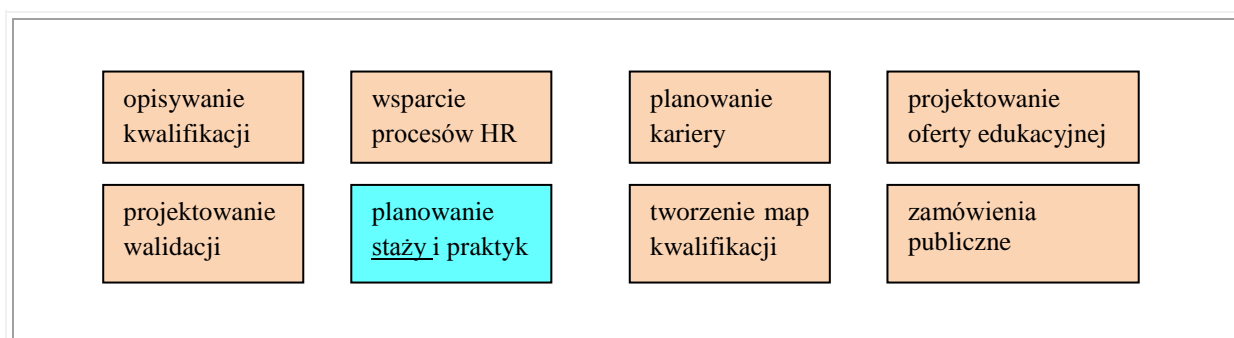 opisywanie
kwalifikacji
wsparcie
procesów HR
planowanie
kariery
projektowanie
oferty edukacyjnej
projektowanie
walidacji
planowanie
staży i praktyk
tworzenie map
kwalifikacji
zamówienia
publiczne